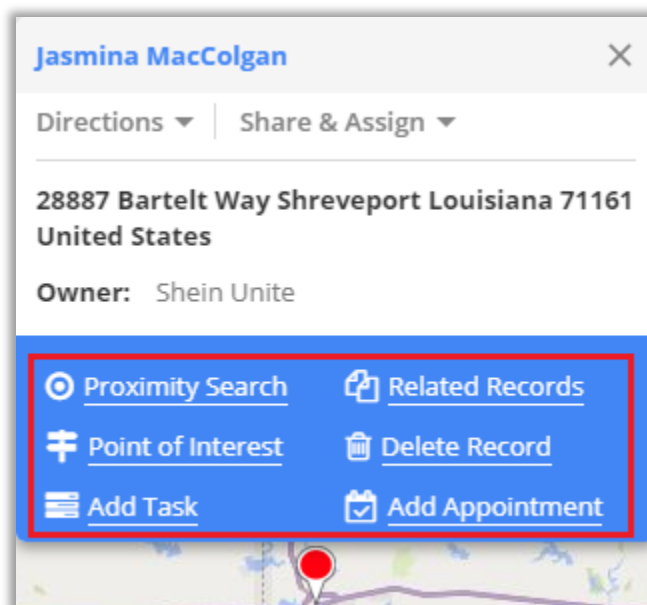 Jasmina MacColgan
Directions Share & Assign
28887 Bartelt Way Shreveport Louisiana 71161
United States
Owner: Shein Unite
Proximity Search Related Records
Point of Interest Delete Record
Add Task Add Appointment